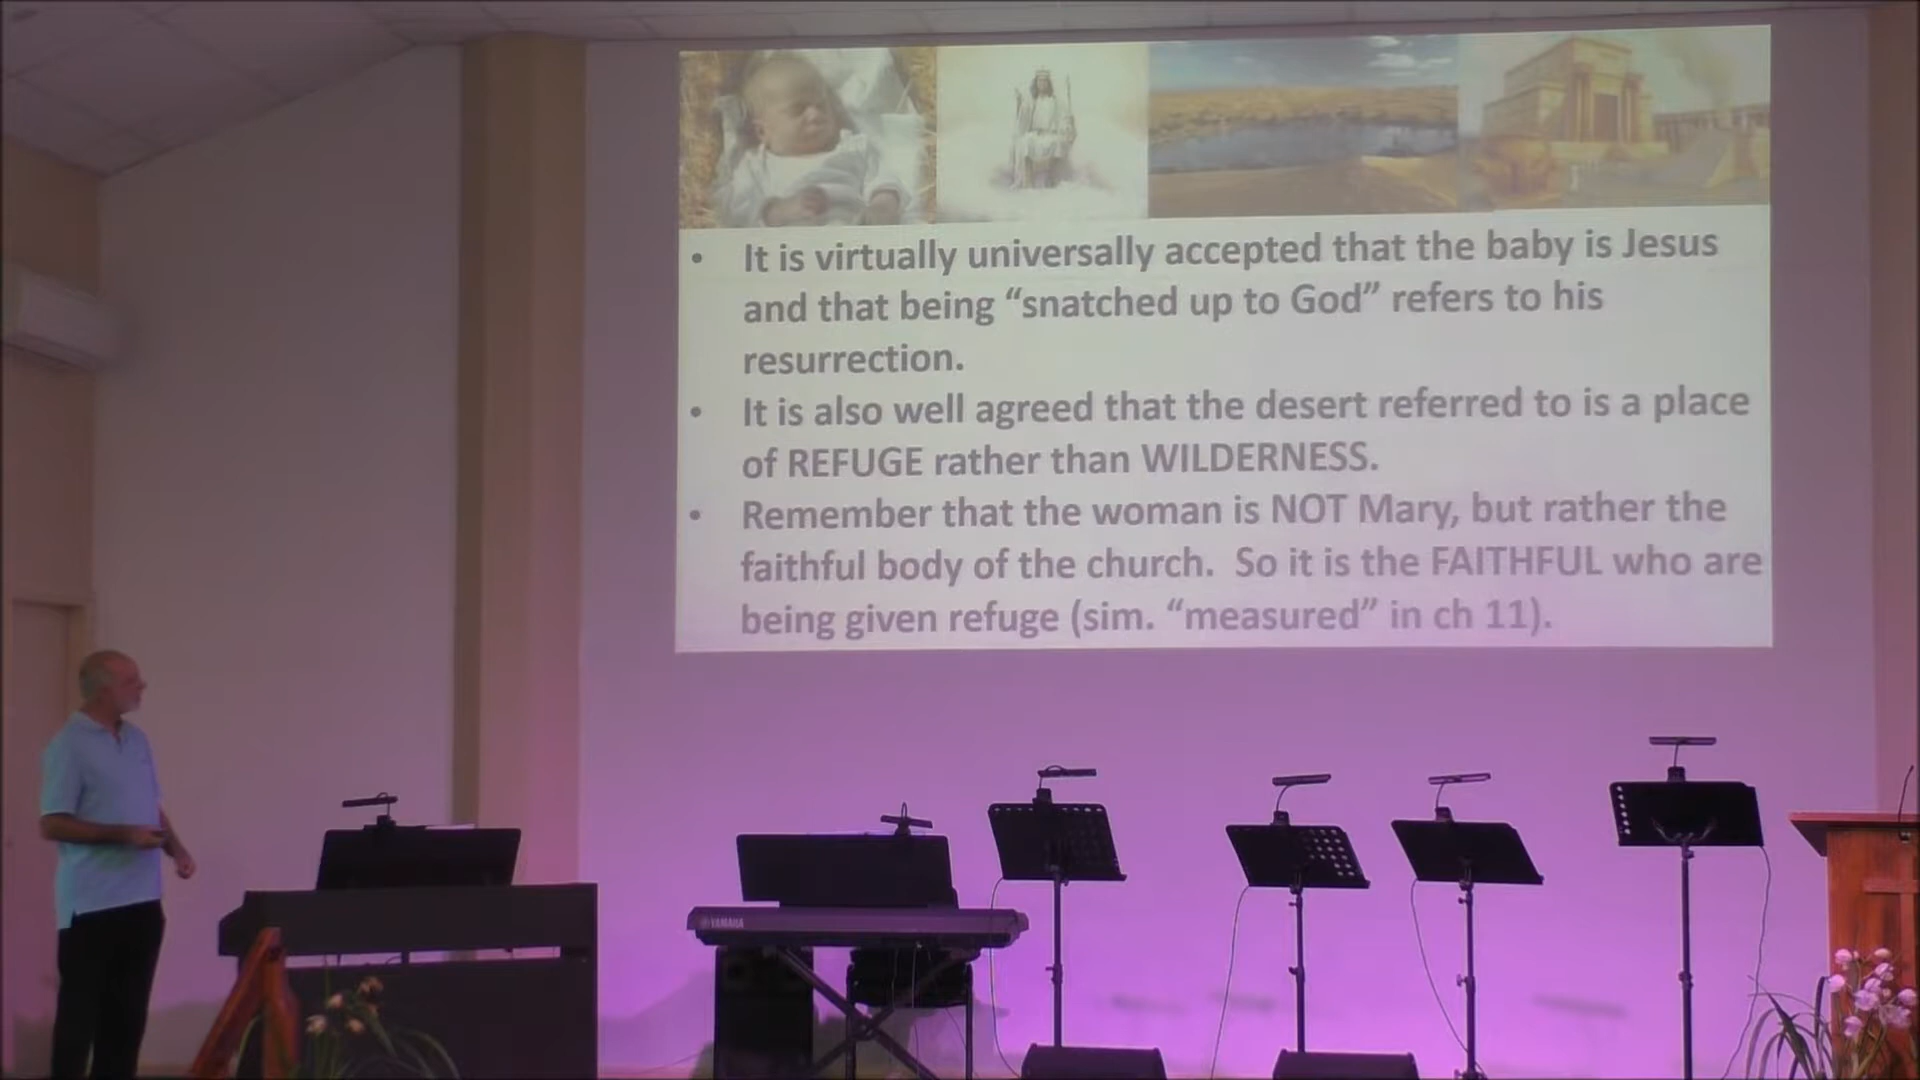 • It is virtually universally accepted that the baby is Jesus
and that being “snatched up to God” refers to his
resurrection.
• It is also well agreed that the desert referred to is a place
of REFUGE rather than WILDERNESS.
• Remember that the woman is NOT Mary, but rather the
faithful body of the church.  So it is the FAITHFUL who are
being given refuge (sim. “measured” in ch 11).
YAMAHA